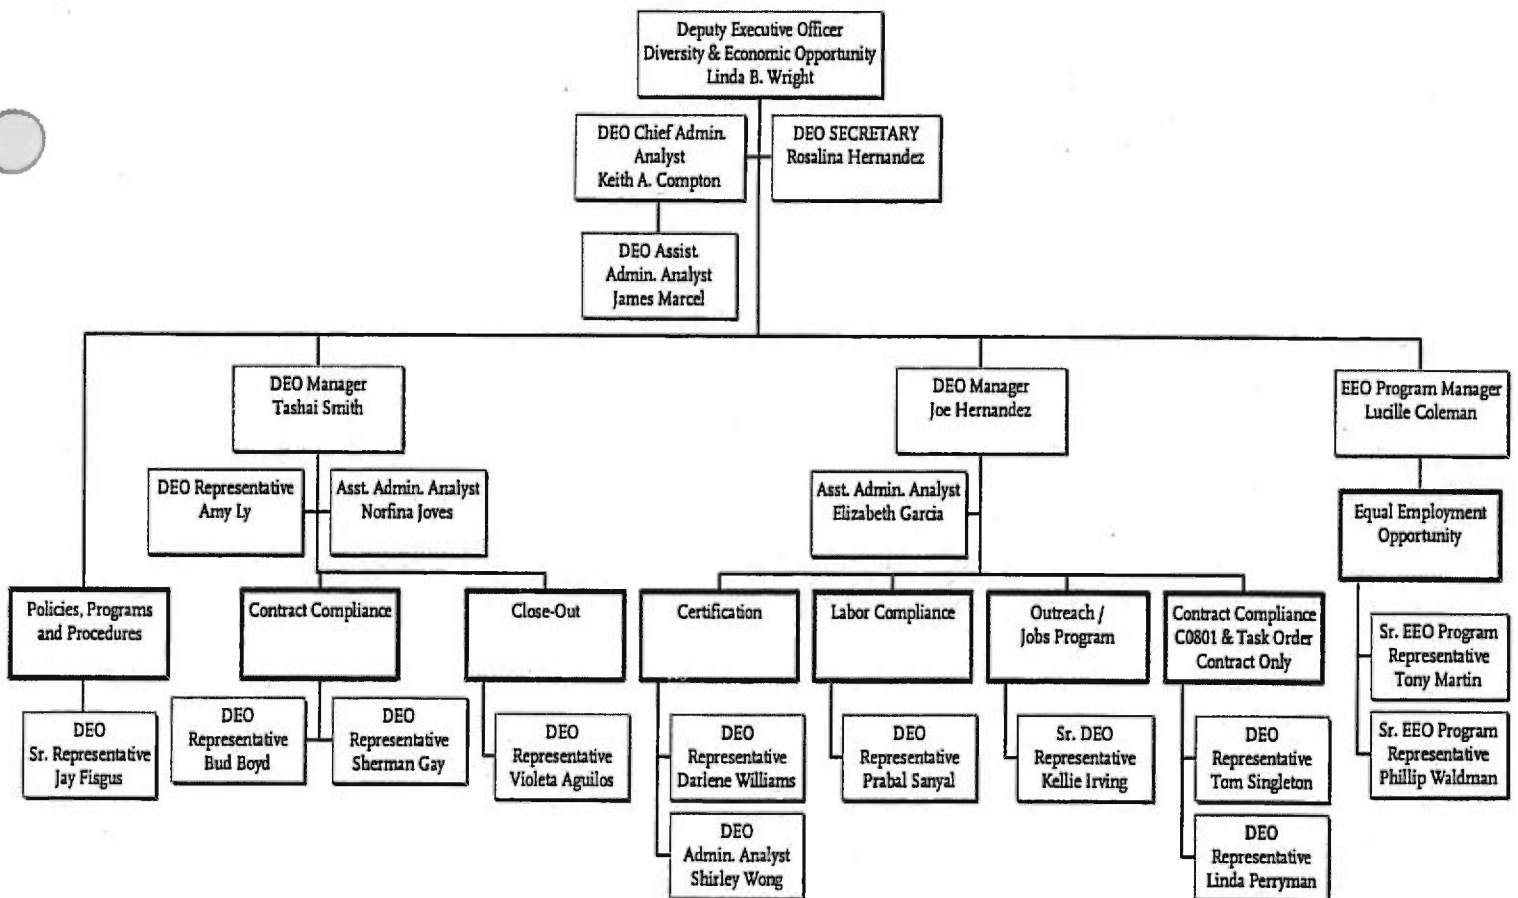 Deputy Executive Officer
Diversity & Economic Opportunity
Linda B. Wright
DEO Chief Admin.
Analyst
Keith A. Compton
DEO SECRETARY
Rosalina Hernandez
DEO Assist.
Admin. Analyst
James Marcel
DEO Manager
Tashai Smith
DEO Manager
Joe Hernandez
EEO Program Manager
Lucille Coleman
DEO Representative
Amy Ly
Asst. Admin. Analyst
Norfina Joves
Asst. Admin. Analyst
Elizabeth Garcia
Equal Employment
Opportunity
Policies, Programs
and Procedures
Contract Compliance
Close-Out
Certification
Labor Compliance
Outreach /
Jobs Program
Contract Compliance
C0801 & Task Order
Contract Only
Sr. EEO Program
Representative
Tony Martin
DEO
Sr. Representative
Jay Fisgus
DEO
Representative
Bud Boyd
DEO
Representative
Sherman Gay
DEO
Representative
Violeta Aguilos
DEO
Representative
Darlene Williams
DEO
Representative
Prabal Sanyal
Sr. DEO
Representative
Kellie Irving
DEO
Representative
Tom Singleton
Sr. EEO Program
Representative
Phillip Waldman
DEO
Admin. Analyst
Shirley Wong
DEO
Representative
Linda Perryman